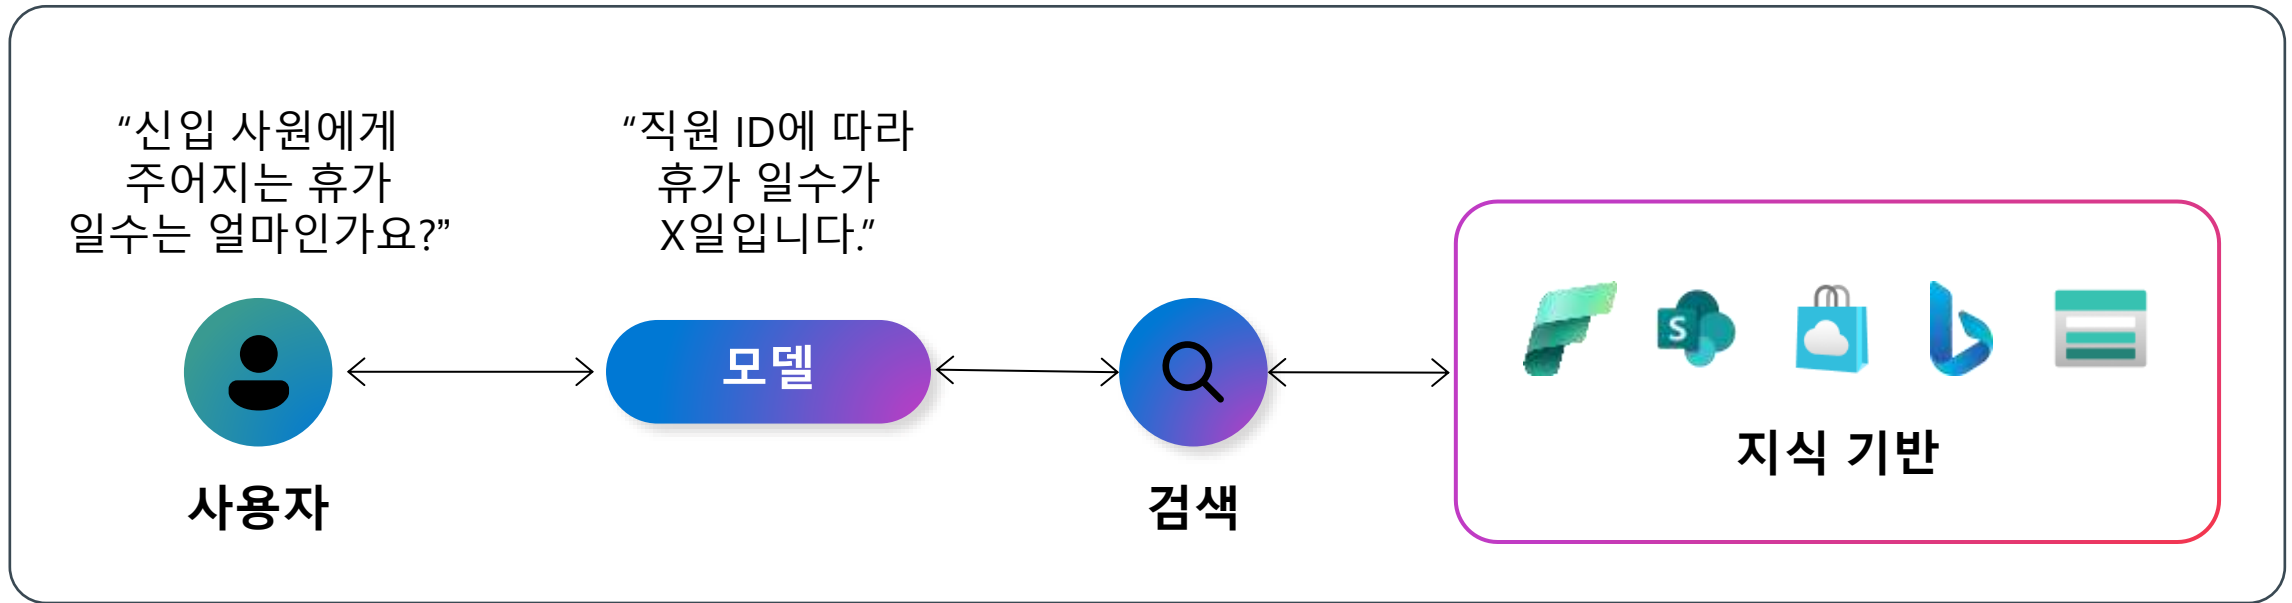 “신입 사원에게
주어지는 휴가
일수는 얼마인가요?”
“직원 ID에 따라
휴가 일수가
X일입니다.”
모델
S
지식 기반
사용자
검색